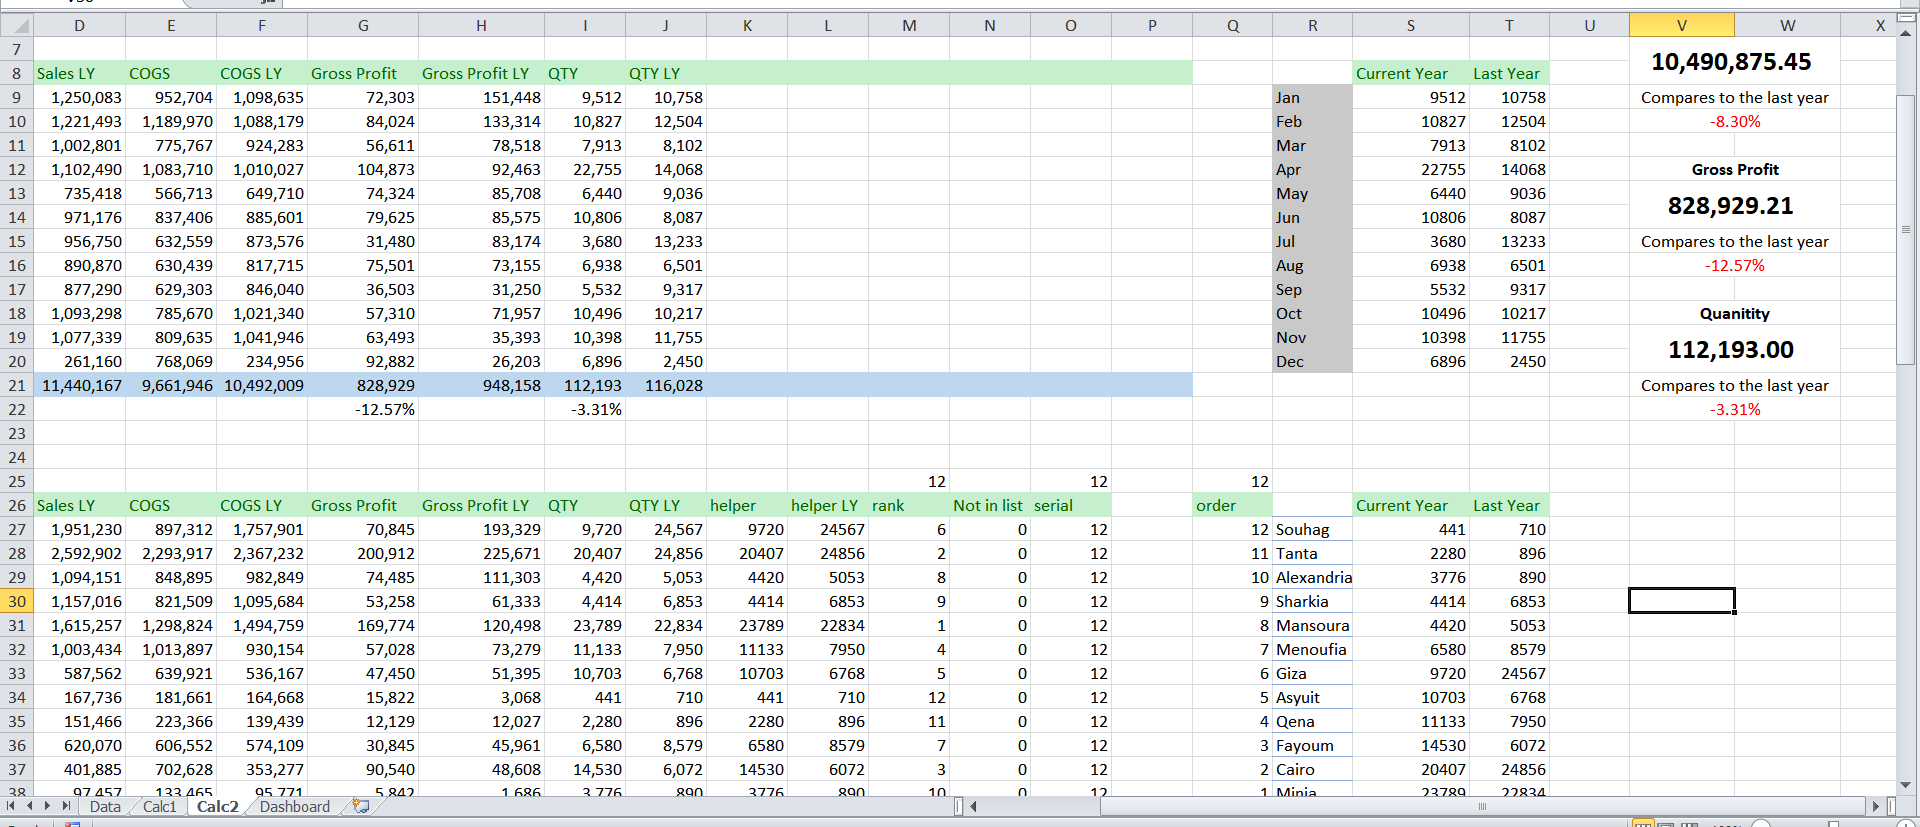 D E F G H I J K L M N O P Q R S T U V W X
7 10,490,875.45
8 Sales LY COGS COGS LY Gross Profit Gross Profit LY QTY QTY LY Current Year Last Year
9 1,250,083 952,704 1,098,635 72,303 151,448 9,512 10,758 Jan 9512 10758 Compares to the last year
10 1,221,493 1,189,970 1,088,179 84,024 133,314 10,827 12,504 Feb 10827 12504 -8.30%
11 1,002,801 775,767 924,283 56,611 78,518 7,913 8,102 Mar 7913 8102
12 1,102,490 1,083,710 1,010,027 104,873 92,463 22,755 14,068 Apr 22755 14068 Gross Profit
13 735,418 566,713 649,710 74,324 85,708 6,440 9,036 May 6440 9036 828,929.21
14 971,176 837,406 885,601 79,625 85,575 10,806 8,087 Jun 10806 8087
15 956,750 632,559 873,576 31,480 83,174 3,680 13,233 Jul 3680 13233 Compares to the last year
16 890,870 630,439 817,715 75,501 73,155 6,938 6,501 Aug 6938 6501 -12.57%
17 877,290 629,303 846,040 36,503 31,250 5,532 9,317 Sep 5532 9317
18 1,093,298 785,670 1,021,340 57,310 71,957 10,496 10,217 Oct 10496 10217 Quanitity
19 1,077,339 809,635 1,041,946 63,493 35,393 10,398 11,755 Nov 10398 11755 112,193.00
20 261,160 768,069 234,956 92,882 26,203 6,896 2,450 Dec 6896 2450
21 11,440,167 9,661,946 10,492,009 828,929 948,158 112,193 116,028 Compares to the last year
22 -12.57% -3.31% -3.31%
23
24
25 12 12 12
26 Sales LY COGS COGS LY Gross Profit Gross Profit LY QTY QTY LY helper helper LY rank Not in list serial order Current Year Last Year
27 1,951,230 897,312 1,757,901 70,845 193,329 9,720 24,567 9720 24567 6 0 12 12 Souhag 441 710
28 2,592,902 2,293,917 2,367,232 200,912 225,671 20,407 24,856 20407 24856 2 0 12 11 Tanta 2280 896
29 1,094,151 848,895 982,849 74,485 111,303 4,420 5,053 4420 5053 8 0 12 10 Alexandria 3776 890
30 1,157,016 821,509 1,095,684 53,258 61,333 4,414 6,853 4414 6853 9 0 12 9 Sharkia 4414 6853
31 1,615,257 1,298,824 1,494,759 169,774 120,498 23,789 22,834 23789 22834 1 0 12 8 Mansoura 4420 5053
32 1,003,434 1,013,897 930,154 57,028 73,279 11,133 7,950 11133 7950 4 0 12 7 Menoufia 6580 8579
33 587,562 639,921 536,167 47,450 51,395 10,703 6,768 10703 6768 5 0 12 6 Giza 9720 24567
34 167,736 181,661 164,668 15,822 3,068 441 710 441 710 12 0 12 5 Asyuit 10703 6768
35 151,466 223,366 139,439 12,129 12,027 2,280 896 2280 896 11 0 12 4 Qena 11133 7950
36 620,070 606,552 574,109 30,845 45,961 6,580 8,579 6580 8579 7 0 12 3 Fayoum 14530 6072
37 401,885 702,628 353,277 90,540 48,608 14,530 6,072 14530 6072 3 0 12 2 Cairo 20407 24856
38 97,457 133,465 95,771 5,842 1,686 3,776 890 3776 890 10 0 12 1 Minia 23789 22834
Data Calc1 Calc2 Dashboard